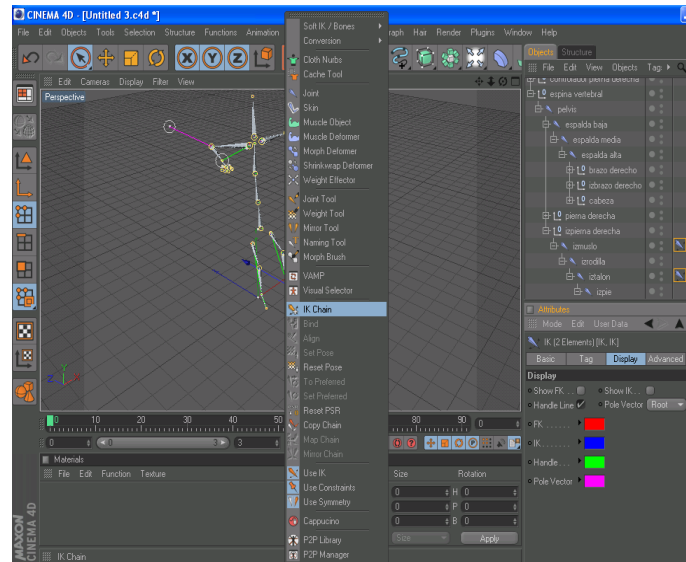 CINEMA 4D - [Untitled 3.c4d *]
File Edit Objects Tools Selection Structure Functions Animation
raph Hair Render Plugins Window Help
Edit Cameras Display Filter View
Perspective
Soft IK / Bones
Conversion
Cloth Nurbs
Cache Tool
Joint
Skin
Muscle Object
Muscle Deformer
Morph Deformer
Shrinkwrap Deformer
Weight Effector
Joint Tool
Weight Tool
Mirror Tool
Naming Tool
Morph Brush
VAMP
Visual Selector
IK Chain
Bind
Align
Set Pose
Reset Pose
To Preferred
Set Preferred
Reset PSR
Copy Chain
Map Chain
Mirror Chain
Use IK
Use Constraints
Use Symmetry
Cappucino
P2P Library
P2P Manager
Objects Structure
File Edit View Objects Tag
controlador pierna derecha
espina vertebral
pelvis
espalda baja
espalda media
espalda alta
brazo derecho
izbrazo derecho
cabeza
pierna derecha
izpierna derecha
izmuslo
izrodilla
iztalon
izpie
Attributes
Mode Edit User Data
IK (2 Elements) [IK, IK]
Basic Tag Display Advanced
Display
Show FK . . Show IK . .
Handle Line Pole Vector Root
FK . . . . .
IK . . . . .
Handle . . .
Pole Vector
Y
Z X
0 10 20 30 40 50 80 90 0
0 0 3 3
Materials
File Edit Function Texture
Size Rotation
0 H 0
0 P 0
0 B 0
Size Apply
MAXON
CINEMA 4D
IK Chain